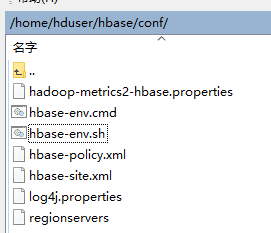 /home/hduser/hbase/conf/
名字
..
hadoop-metrics2-hbase.properties
hbase-env.cmd
hbase-env.sh
hbase-policy.xml
hbase-site.xml
log4j.properties
regionservers